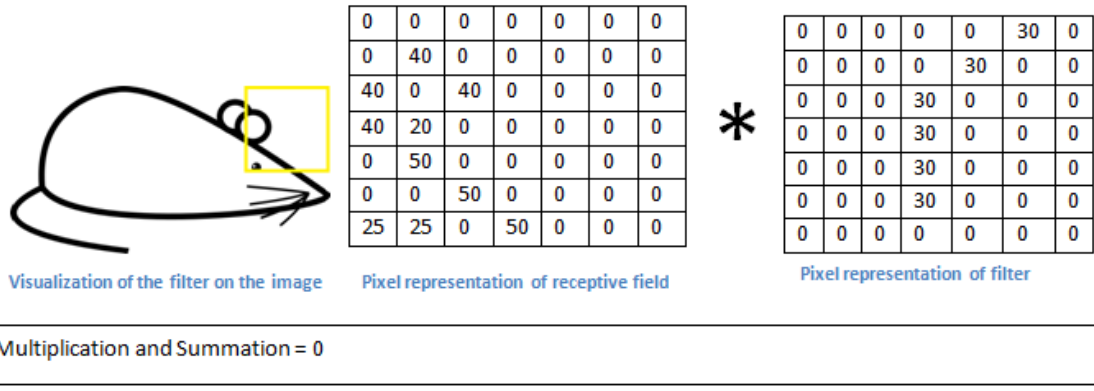 0 0 0 0 0 0 0
0 40 0 0 0 0 0
40 0 40 0 0 0 0
40 20 0 0 0 0 0
0 50 0 0 0 0 0
0 0 50 0 0 0 0
25 25 0 50 0 0 0
*
0 0 0 0 0 30 0
0 0 0 0 30 0 0
0 0 0 30 0 0 0
0 0 0 30 0 0 0
0 0 0 30 0 0 0
0 0 0 30 0 0 0
0 0 0 0 0 0 0
Visualization of the filter on the image
Pixel representation of receptive field
Pixel representation of filter
Multiplication and Summation = 0